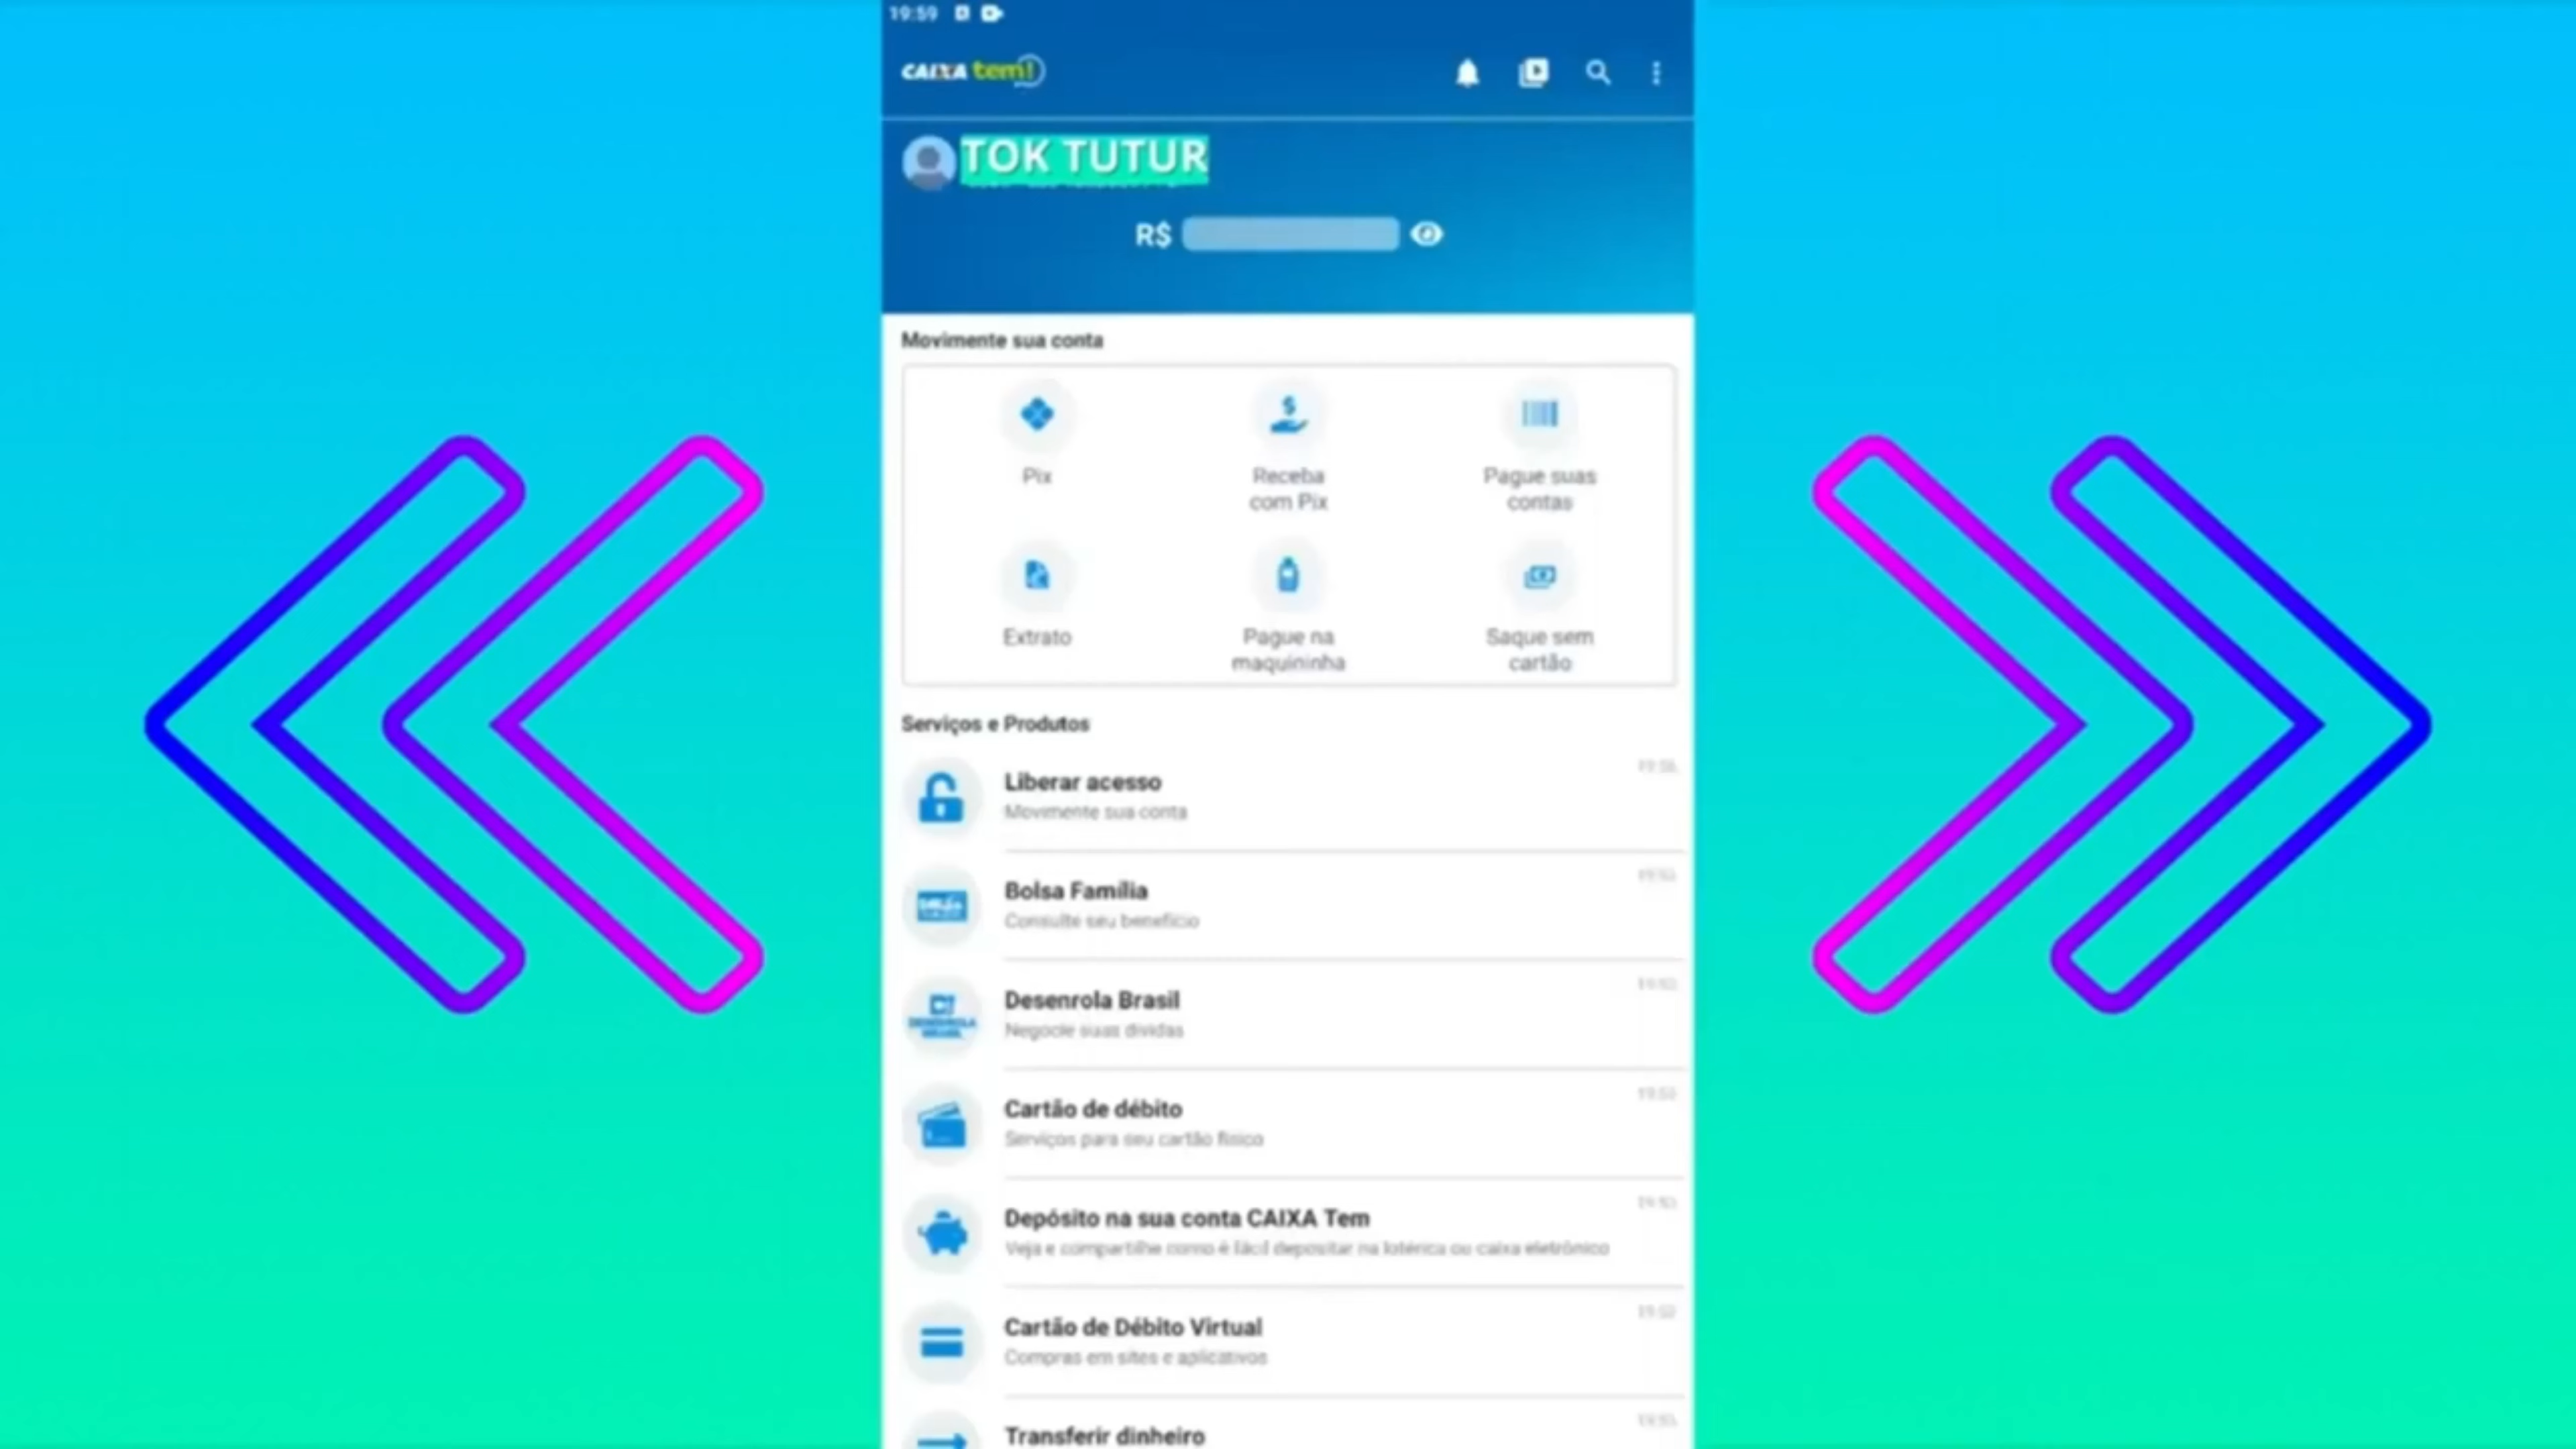 19:59
CAIXA tem!
TOK TUTUR
R$
Movimente sua conta
Pix
Receba
com Pix
Pague suas
contas
Extrato
Pague na
maquininha
Saque sem
cartão
Serviços e Produtos
Liberar acesso
Movimente sua conta
Bolsa Família
Consulte seu benefício
Desenrola Brasil
Negocie suas dívidas
DESENROLA
BRASIL
Cartão de débito
Serviços para seu cartão físico
Depósito na sua conta CAIXA Tem
Veja e compartilhe como é fácil depositar na lotérica ou caixa eletrônico
Cartão de Débito Virtual
Compras em sites e aplicativos
Transferir dinheiro